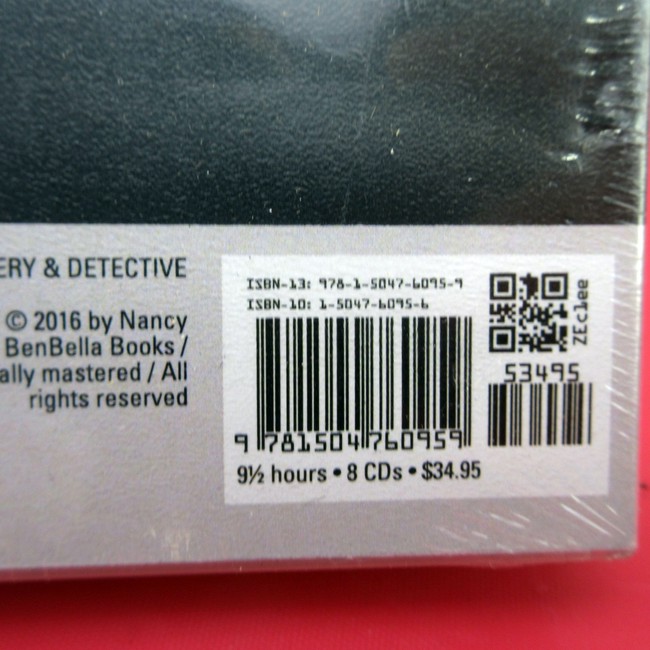 ERY & DETECTIVE
© 2016 by Nancy
BenBella Books /
ally mastered / All
rights reserved
ISBN-13: 978-1-5047-6095-9
ISBN-10: 1-5047-6095-6
ZEc1ee
53495
9 781504 760959
9½ hours • 8 CDs • $34.95